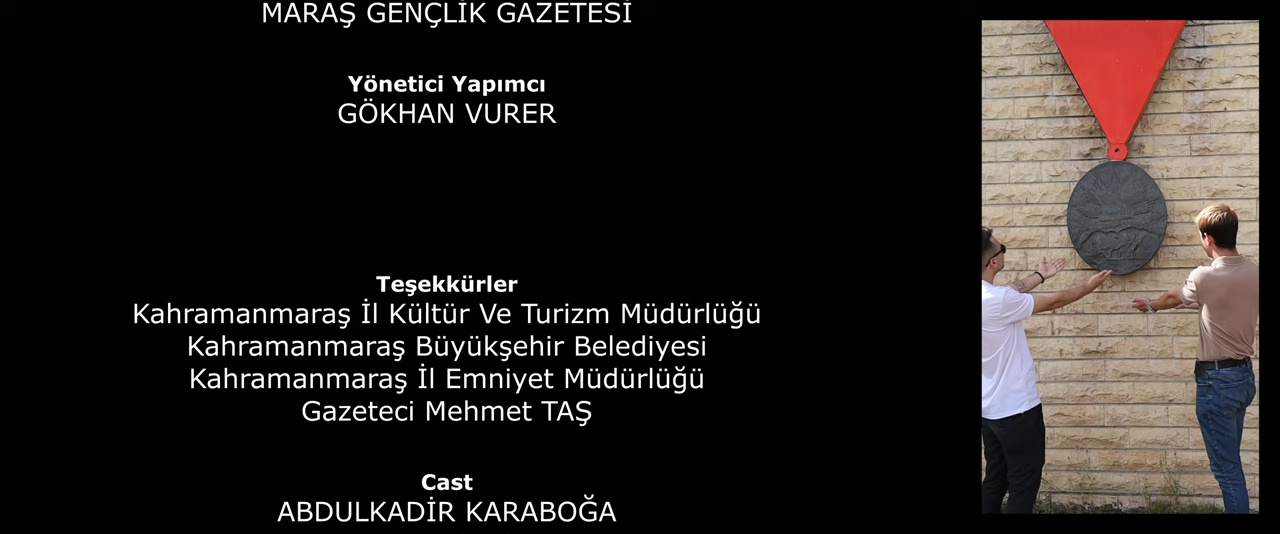 MARAŞ GENÇLİK GAZETESİ
Yönetici Yapımcı
GÖKHAN VURER
Teşekkürler
Kahramanmaraş İl Kültür Ve Turizm Müdürlüğü
Kahramanmaraş Büyükşehir Belediyesi
Kahramanmaraş İl Emniyet Müdürlüğü
Gazeteci Mehmet TAŞ
Cast
ABDULKADİR KARABOĞA